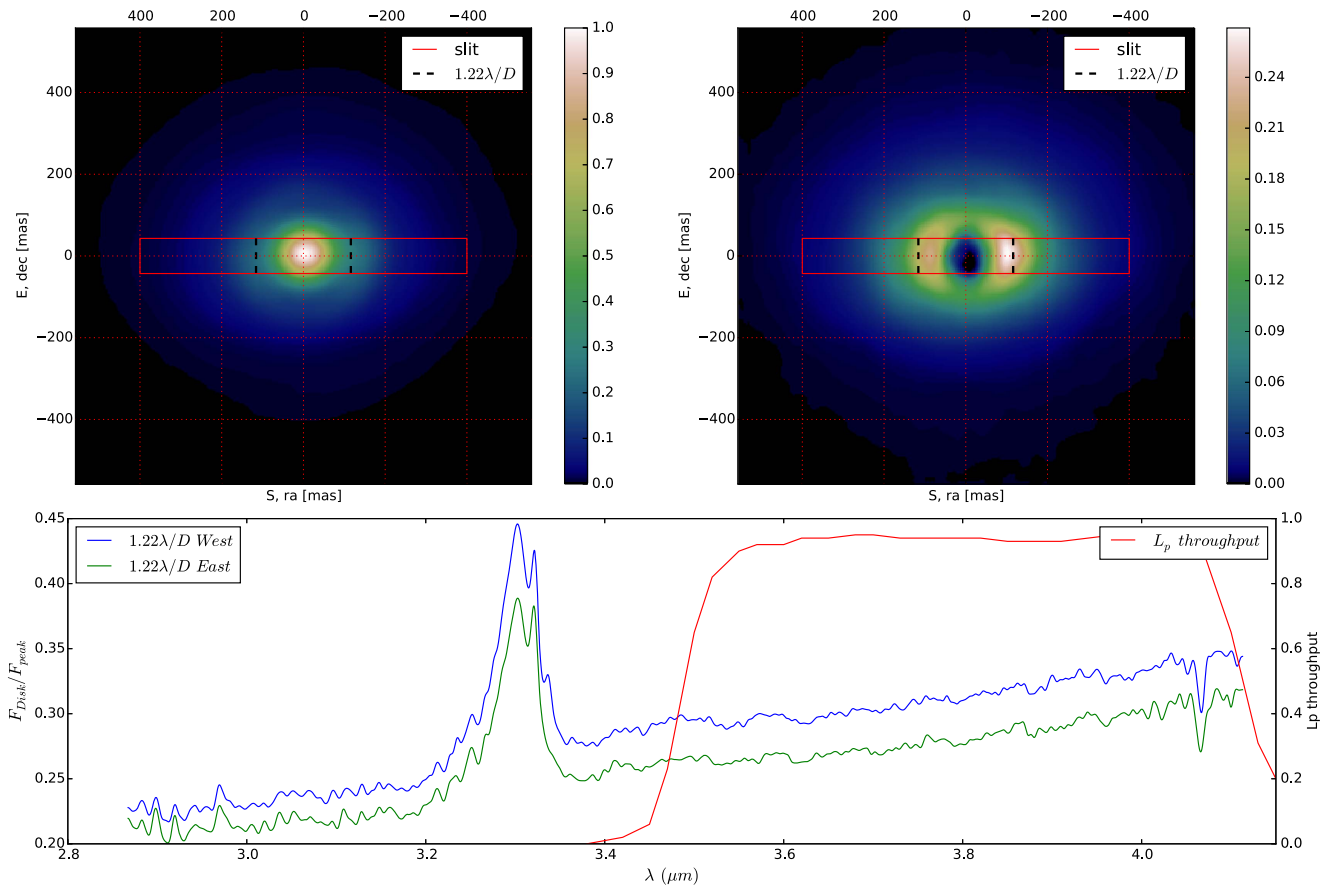 400 200 0 −200 −400
400 200 0 −200 −400
slit
1.22λ/D
slit
1.22λ/D
E, dec [mas]
400
200
0
−200
−400
S, ra [mas]
1.0
0.9
0.8
0.7
0.6
0.5
0.4
0.3
0.2
0.1
0.0
E, dec [mas]
400
200
0
−200
−400
S, ra [mas]
0.24
0.21
0.18
0.15
0.12
0.09
0.06
0.03
0.00
1.22λ/D West
1.22λ/D East
L_p throughput
F_Disk/F_peak
0.45
0.40
0.35
0.30
0.25
0.20
1.0
0.8
0.6
0.4
0.2
0.0
Lp throughput
2.8 3.0 3.2 3.4 3.6 3.8 4.0
λ (μm)